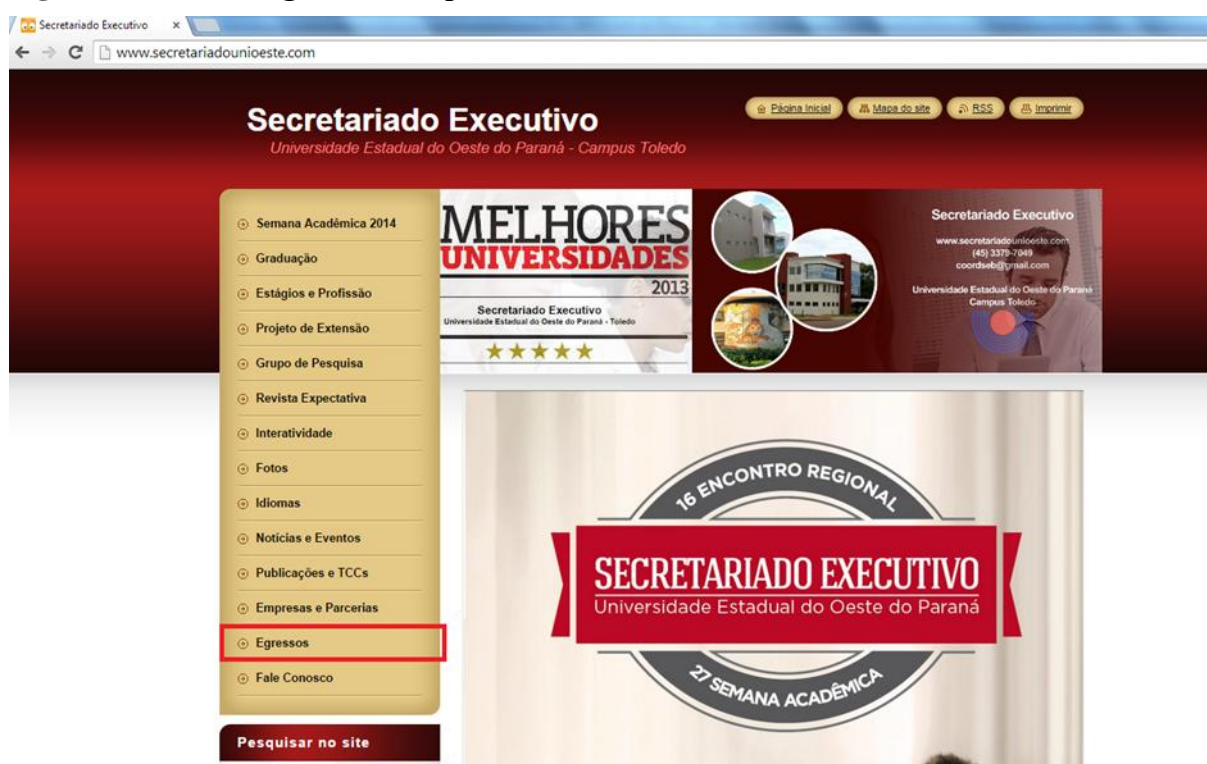 Secretariado Executivo
www.secretariadounioeste.com
Secretariado Executivo
Universidade Estadual do Oeste do Paraná - Campus Toledo
Página Inicial
Mapa do site
RSS
Imprimir
Semana Acadêmica 2014
Graduação
Estágios e Profissão
Projeto de Extensão
Grupo de Pesquisa
Revista Expectativa
Interatividade
Fotos
Idiomas
Notícias e Eventos
Publicações e TCCs
Empresas e Parcerias
Egressos
Fale Conosco
Pesquisar no site
MELHORES
UNIVERSIDADES
2013
Secretariado Executivo
Universidade Estadual do Oeste do Paraná - Toledo
Secretariado Executivo
www.secretariadounioeste.com
(45) 3379-7049
coordseb@gmail.com
Universidade Estadual do Oeste do Paraná
Campus Toledo
16 ENCONTRO REGIONAL
SECRETARIADO EXECUTIVO
Universidade Estadual do Oeste do Paraná
27 SEMANA ACADÊMICA